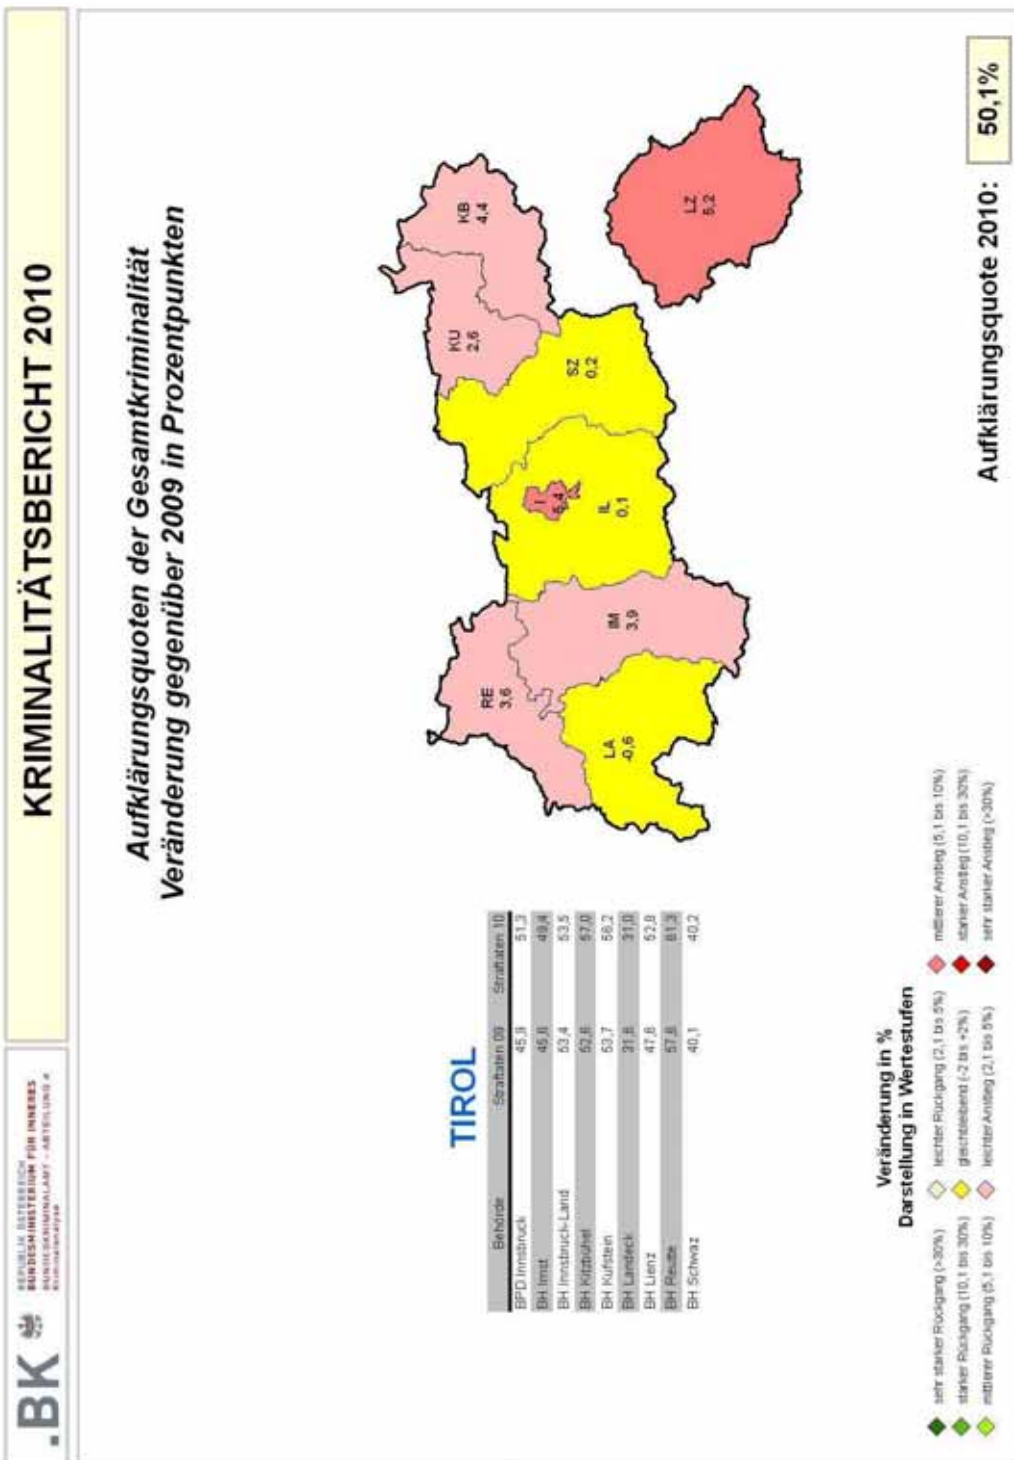 .BK
REPUBLIK ÖSTERREICH
BUNDESMINISTERIUM FÜR INNERES
BUNDESKRIMINALAMT - ABTEILUNG 4
Kriminalanalyse
KRIMINALITÄTSBERICHT 2010
Aufklärungsquoten der Gesamtkriminalität
Veränderung gegenüber 2009 in Prozentpunkten
TIROL
Behörde Straftaten 09 Straftaten 10
BPD Innsbruck 45,9 51,3
BH Imst 45,6 49,4
BH Innsbruck-Land 53,4 53,5
BH Kitzbühel 52,6 57,0
BH Kufstein 53,7 56,2
BH Landeck 31,6 31,0
BH Lienz 47,6 52,8
BH Reutte 57,8 61,3
BH Schwaz 40,1 40,2
RE
3,6
LA
-0,6
IM
3,9
I
5,4
IL
0,1
SZ
0,2
KU
2,6
KB
4,4
LZ
5,2
Veränderung in %
Darstellung in Wertestufen
sehr starker Rückgang (>30%) leichter Rückgang (2,1 bis 5%) mittlerer Anstieg (5,1 bis 10%)
starker Rückgang (10,1 bis 30%) gleichbleibend (-2 bis +2%) starker Anstieg (10,1 bis 30%)
mittlerer Rückgang (5,1 bis 10%) leichter Anstieg (2,1 bis 5%) sehr starker Anstieg (>30%)
Aufklärungsquote 2010: 50,1%